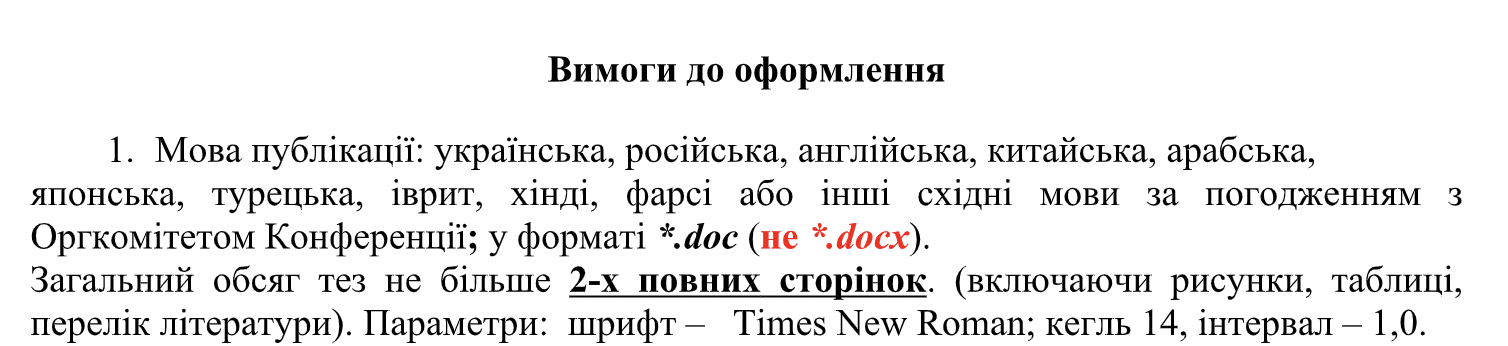 Вимоги до оформлення
1. Мова публікації: українська, російська, англійська, китайська, арабська,
японська, турецька, іврит, хінді, фарсі або інші східні мови за погодженням з
Оргкомітетом Конференції; у форматі *.doc (не *.docx).
Загальний обсяг тез не більше 2-х повних сторінок. (включаючи рисунки, таблиці,
перелік літератури). Параметри: шрифт – Times New Roman; кегль 14, інтервал – 1,0.